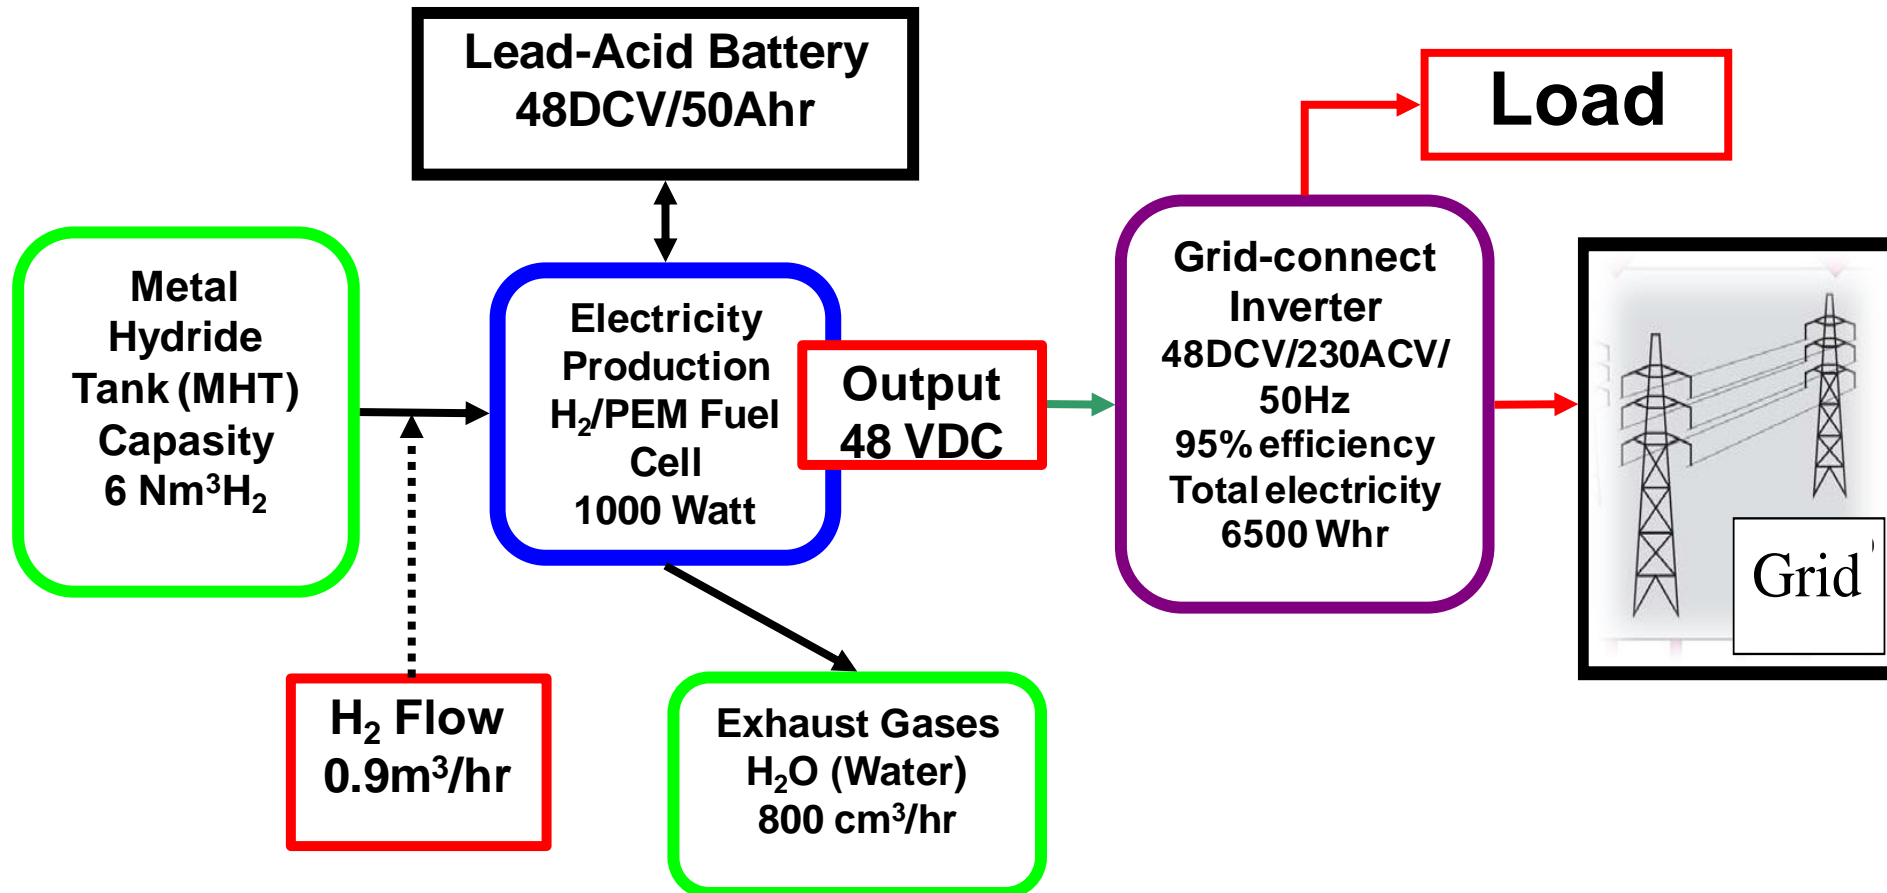 Lead-Acid Battery
48DCV/50Ahr
Load
Metal
Hydride
Tank (MHT)
Capasity
6 Nm³H₂
Electricity
Production
H₂/PEM Fuel
Cell
1000 Watt
Output
48 VDC
Grid-connect
Inverter
48DCV/230ACV/
50Hz
95% efficiency
Total electricity
6500 Whr
Grid
H₂ Flow
0.9m³/hr
Exhaust Gases
H₂O (Water)
800 cm³/hr